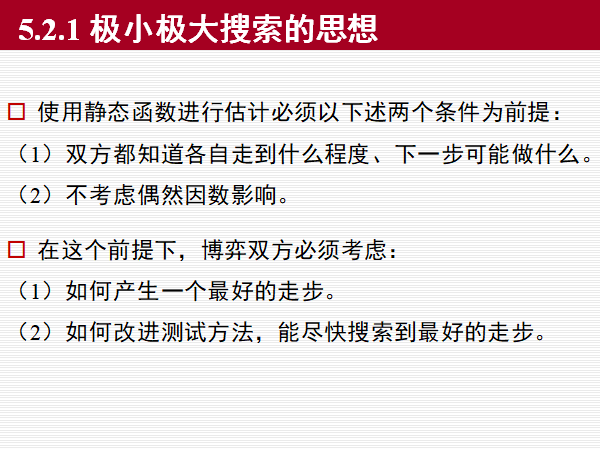 5.2.1 极小极大搜索的思想
使用静态函数进行估计必须以下述两个条件为前提：
（1）双方都知道各自走到什么程度、下一步可能做什么。
（2）不考虑偶然因数影响。
在这个前提下，博弈双方必须考虑：
（1）如何产生一个最好的走步。
（2）如何改进测试方法，能尽快搜索到最好的走步。